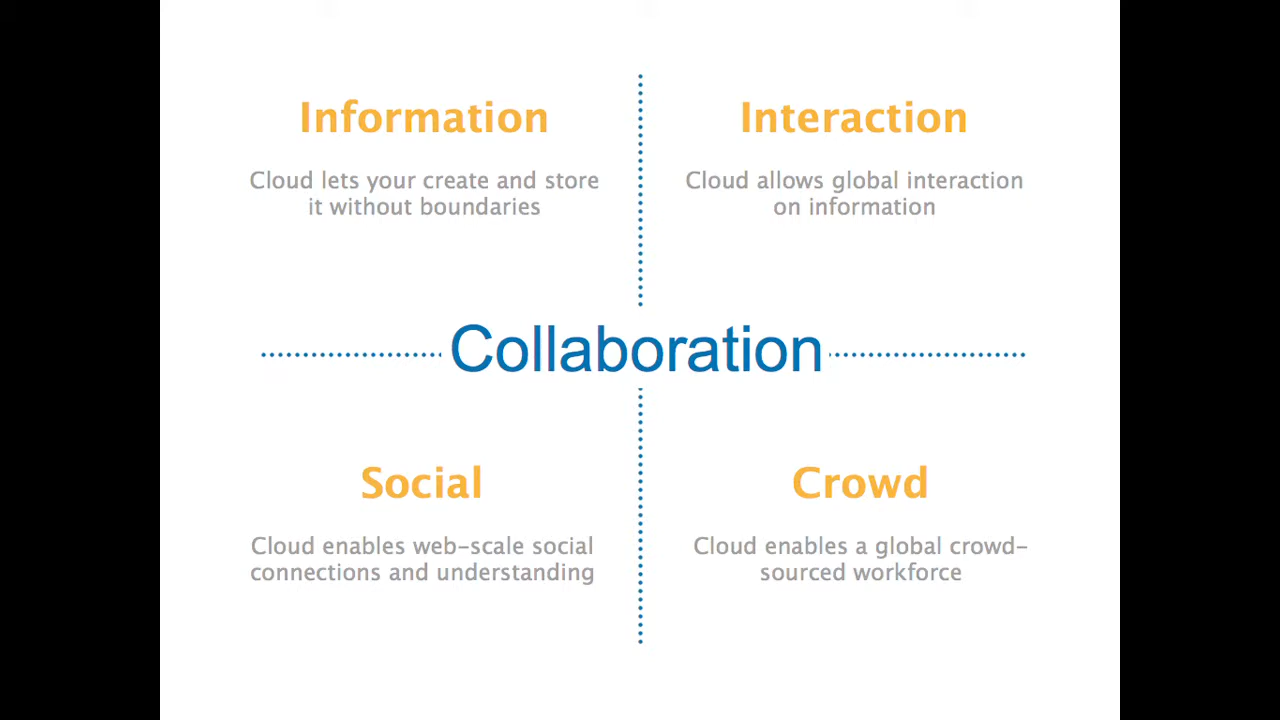 Information
Cloud lets your create and store
it without boundaries
Interaction
Cloud allows global interaction
on information
Collaboration
Social
Cloud enables web-scale social
connections and understanding
Crowd
Cloud enables a global crowd-
sourced workforce